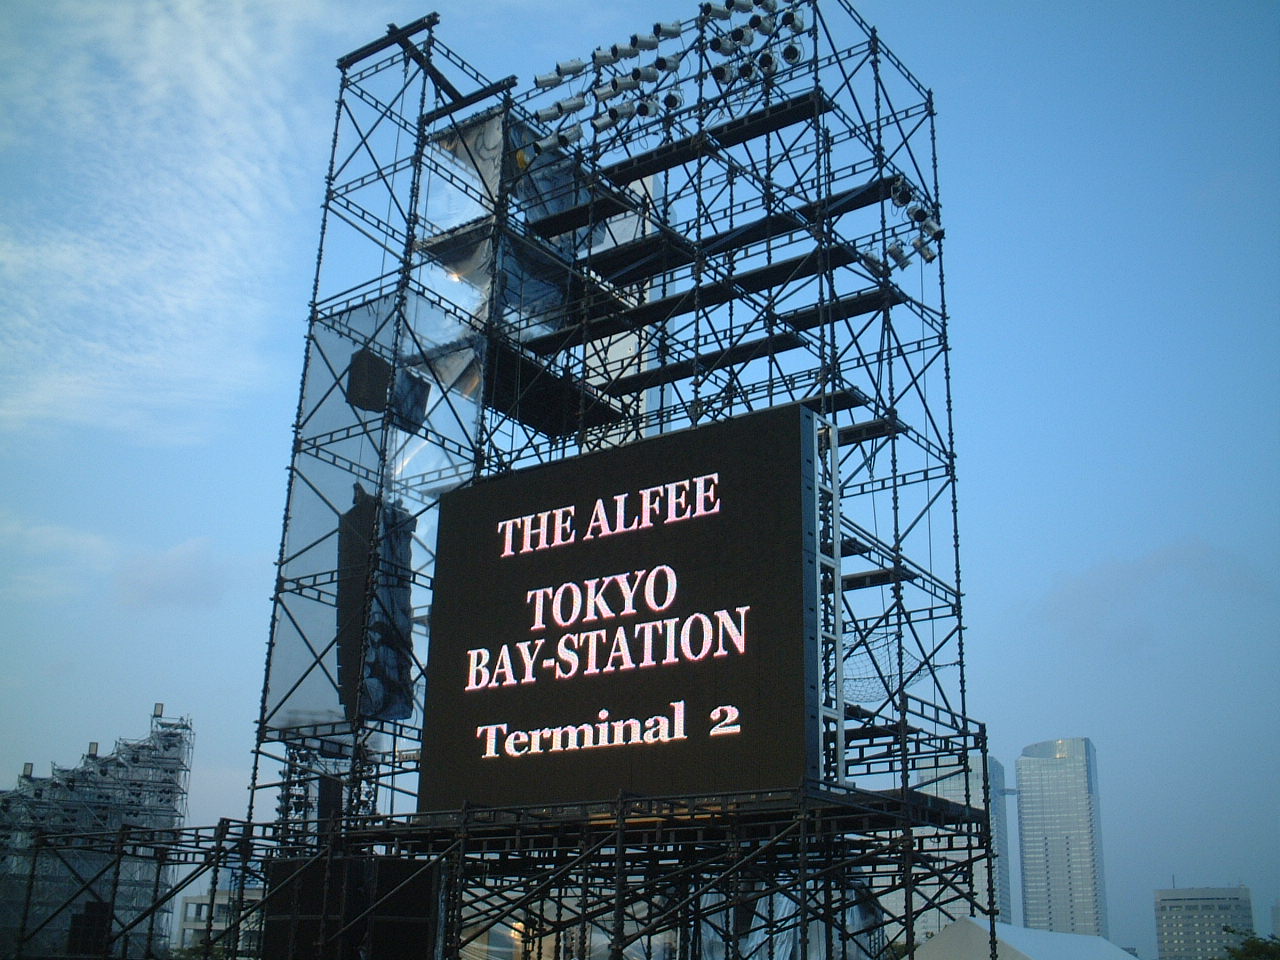 THE ALFEE
TOKYO
BAY-STATION
Terminal 2